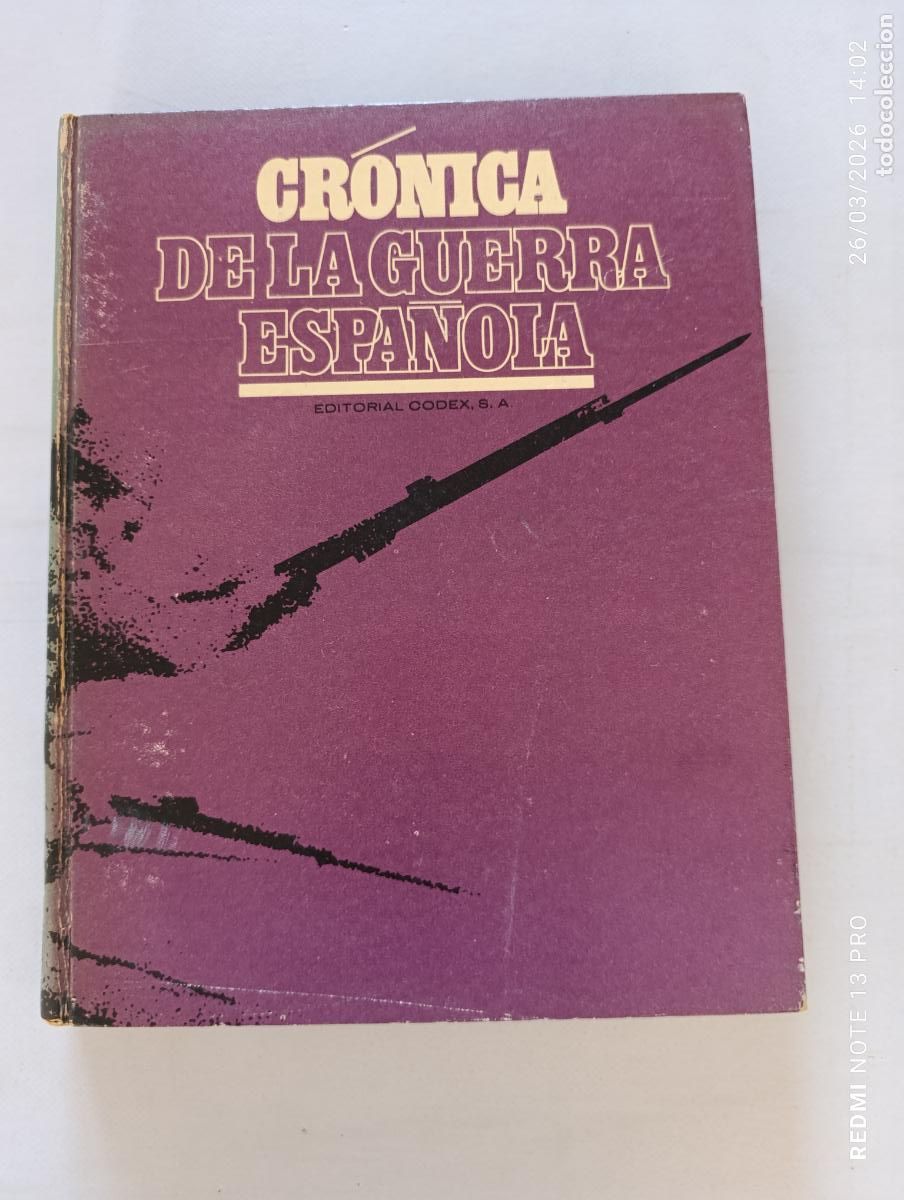 CRÓNICA
DE LA GUERRA
ESPAÑOLA
EDITORIAL CODEX, S. A.
todocoleccion
26/03/2026 14:02
REDMI NOTE 13 PRO